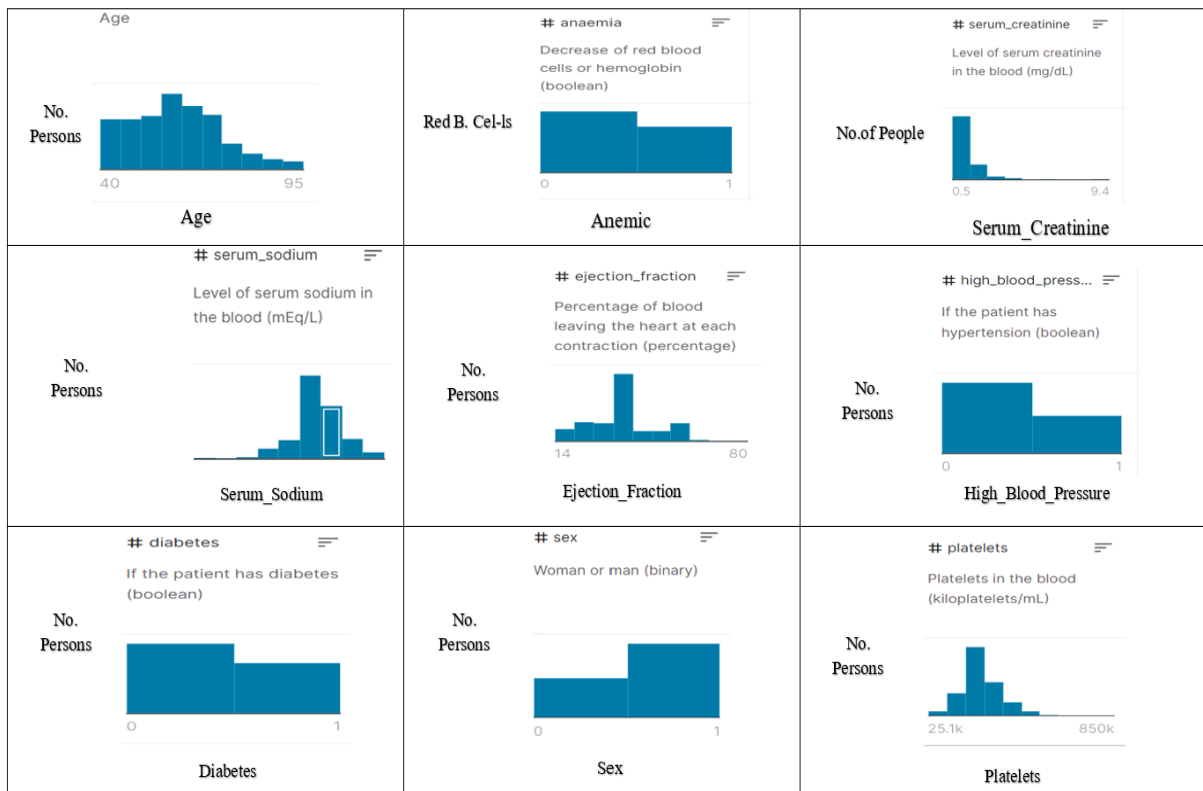 Age
No.
Persons
40 95
Age
# anaemia
Decrease of red blood
cells or hemoglobin
(boolean)
Red B. Cel-ls
0 1
Anemic
# serum_creatinine
Level of serum creatinine
in the blood (mg/dL)
No.of People
0.5 9.4
Serum_Creatinine
# serum_sodium
Level of serum sodium in
the blood (mEq/L)
No.
Persons
Serum_Sodium
# ejection_fraction
Percentage of blood
leaving the heart at each
contraction (percentage)
No.
Persons
14 80
Ejection_Fraction
# high_blood_press...
If the patient has
hypertension (boolean)
No.
Persons
0 1
High_Blood_Pressure
# diabetes
If the patient has diabetes
(boolean)
No.
Persons
0 1
Diabetes
# sex
Woman or man (binary)
No.
Persons
0 1
Sex
# platelets
Platelets in the blood
(kiloplatelets/mL)
No.
Persons
25.1k 850k
Platelets